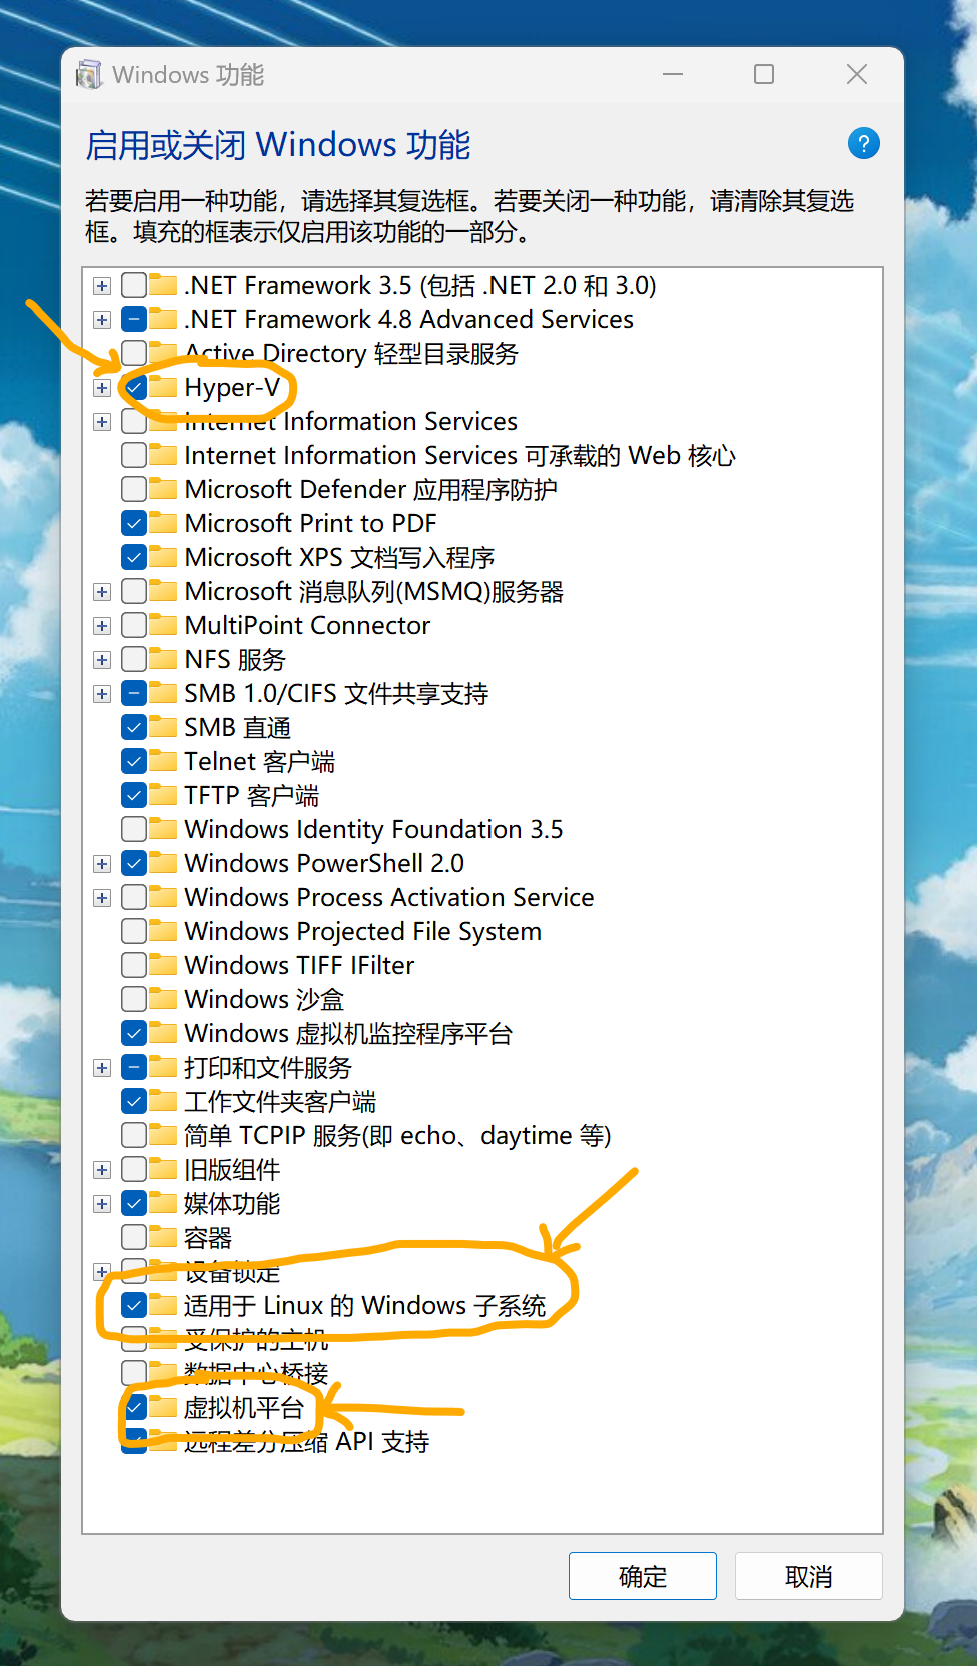 Windows 功能
启用或关闭 Windows 功能
?
若要启用一种功能，请选择其复选框。若要关闭一种功能，请清除其复选
框。填充的框表示仅启用该功能的一部分。
.NET Framework 3.5 (包括 .NET 2.0 和 3.0)
.NET Framework 4.8 Advanced Services
Active Directory 轻型目录服务
Hyper-V
Internet Information Services
Internet Information Services 可承载的 Web 核心
Microsoft Defender 应用程序防护
Microsoft Print to PDF
Microsoft XPS 文档写入程序
Microsoft 消息队列(MSMQ)服务器
MultiPoint Connector
NFS 服务
SMB 1.0/CIFS 文件共享支持
SMB 直通
Telnet 客户端
TFTP 客户端
Windows Identity Foundation 3.5
Windows PowerShell 2.0
Windows Process Activation Service
Windows Projected File System
Windows TIFF IFilter
Windows 沙盒
Windows 虚拟机监控程序平台
打印和文件服务
工作文件夹客户端
简单 TCPIP 服务(即 echo、daytime 等)
旧版组件
媒体功能
容器
设备锁定
适用于 Linux 的 Windows 子系统
受保护的主机
数据中心桥接
虚拟机平台
远程差分压缩 API 支持
确定
取消